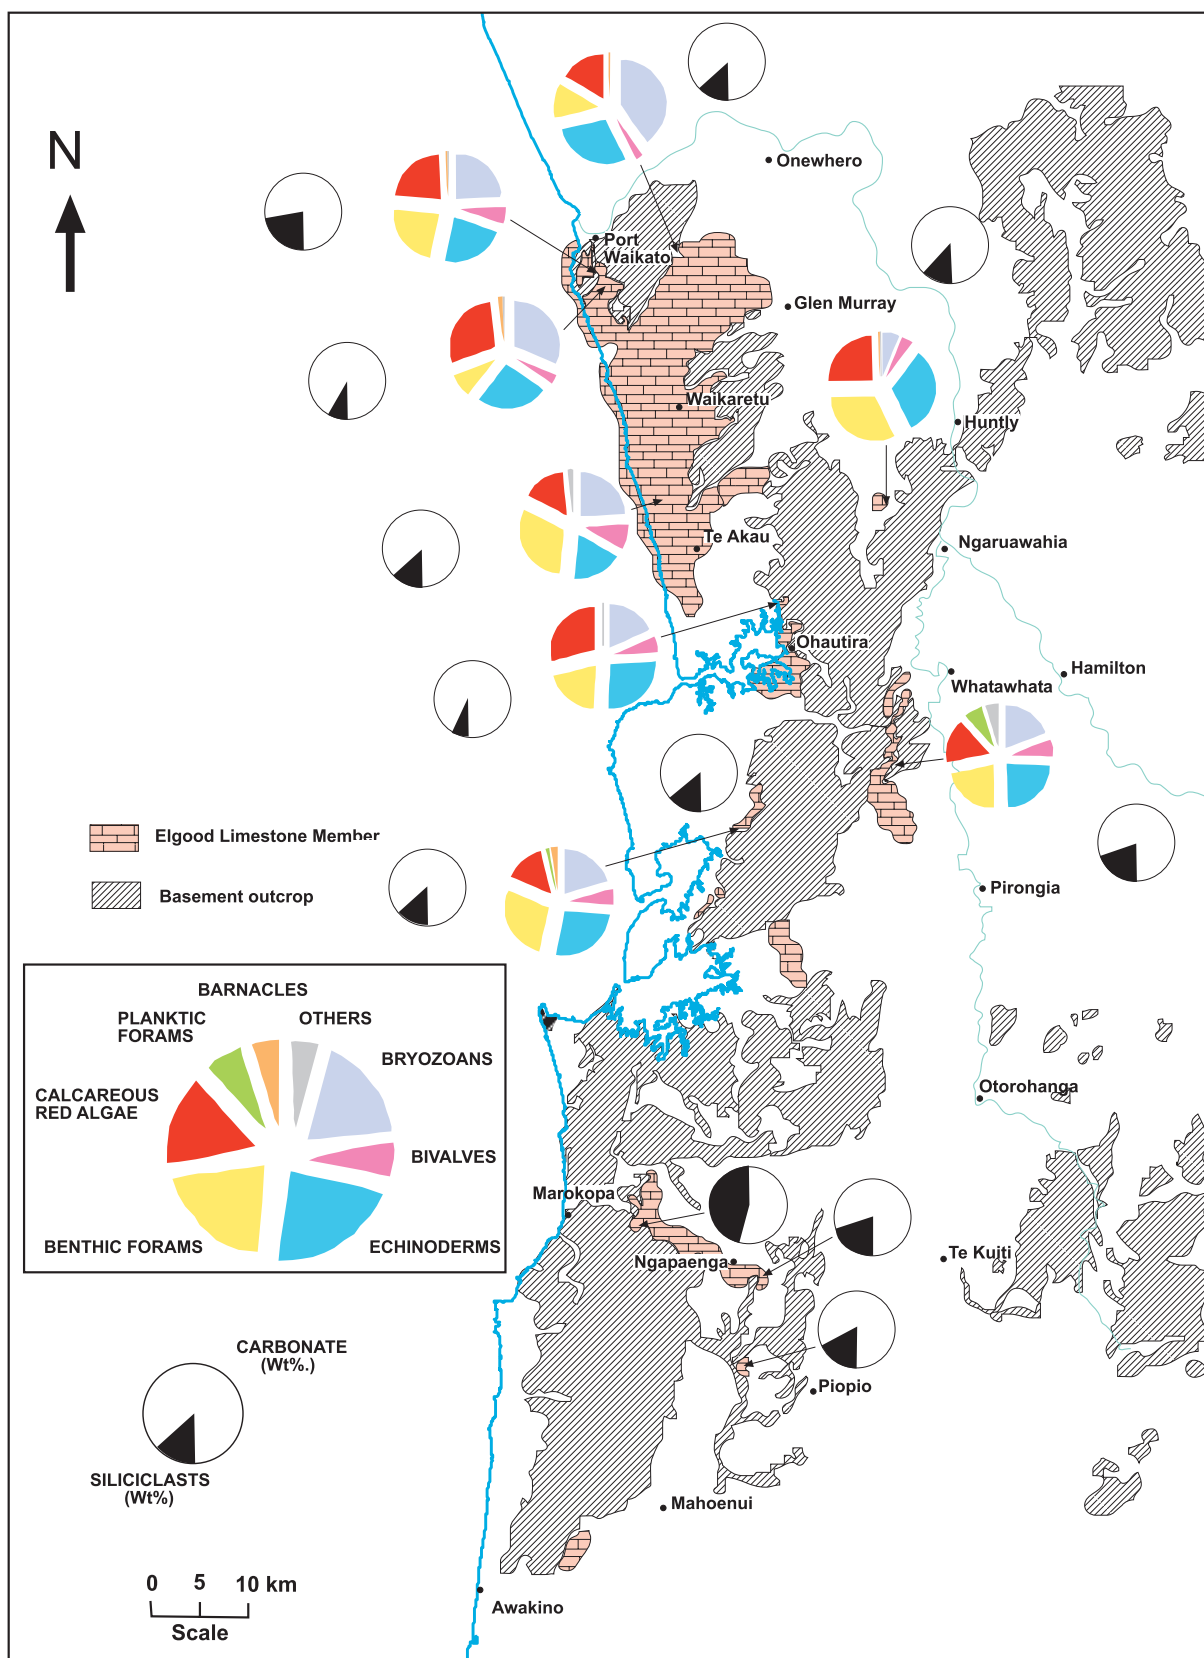 N
Onewhero
Port
Waikato
Glen Murray
Waikaretu
Huntly
Te Akau
Ngaruawahia
Ohautira
Hamilton
Whatawhata
Elgood Limestone Member
Basement outcrop
Pirongia
BARNACLES
PLANKTIC
FORAMS
OTHERS
BRYOZOANS
CALCAREOUS
RED ALGAE
BIVALVES
BENTHIC FORAMS
ECHINODERMS
Otorohanga
Marokopa
Ngapaenga
Te Kuiti
CARBONATE
(Wt%.)
Piopio
SILICICLASTS
(Wt%)
Mahoenui
0 5 10 km
Scale
Awakino